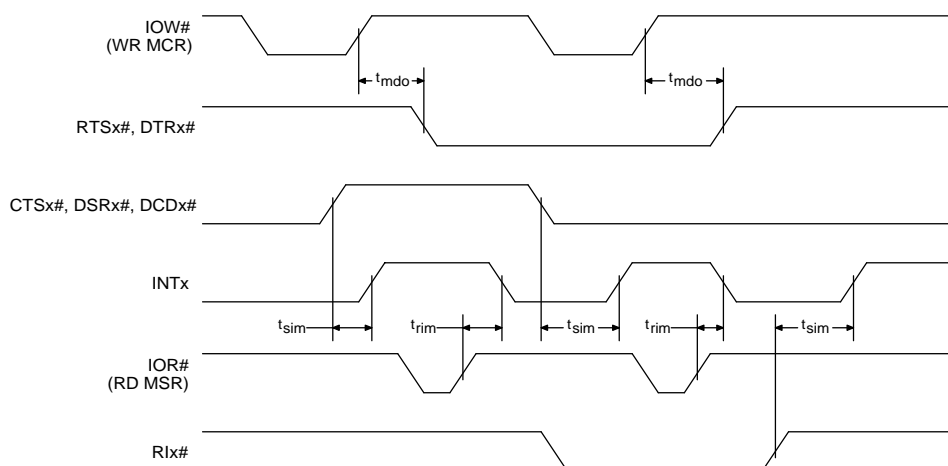 IOW#
(WR MCR)
tmdo
tmdo
RTSx#, DTRx#
CTSx#, DSRx#, DCDx#
INTx
tsim
trim
tsim
trim
tsim
IOR#
(RD MSR)
RIx#